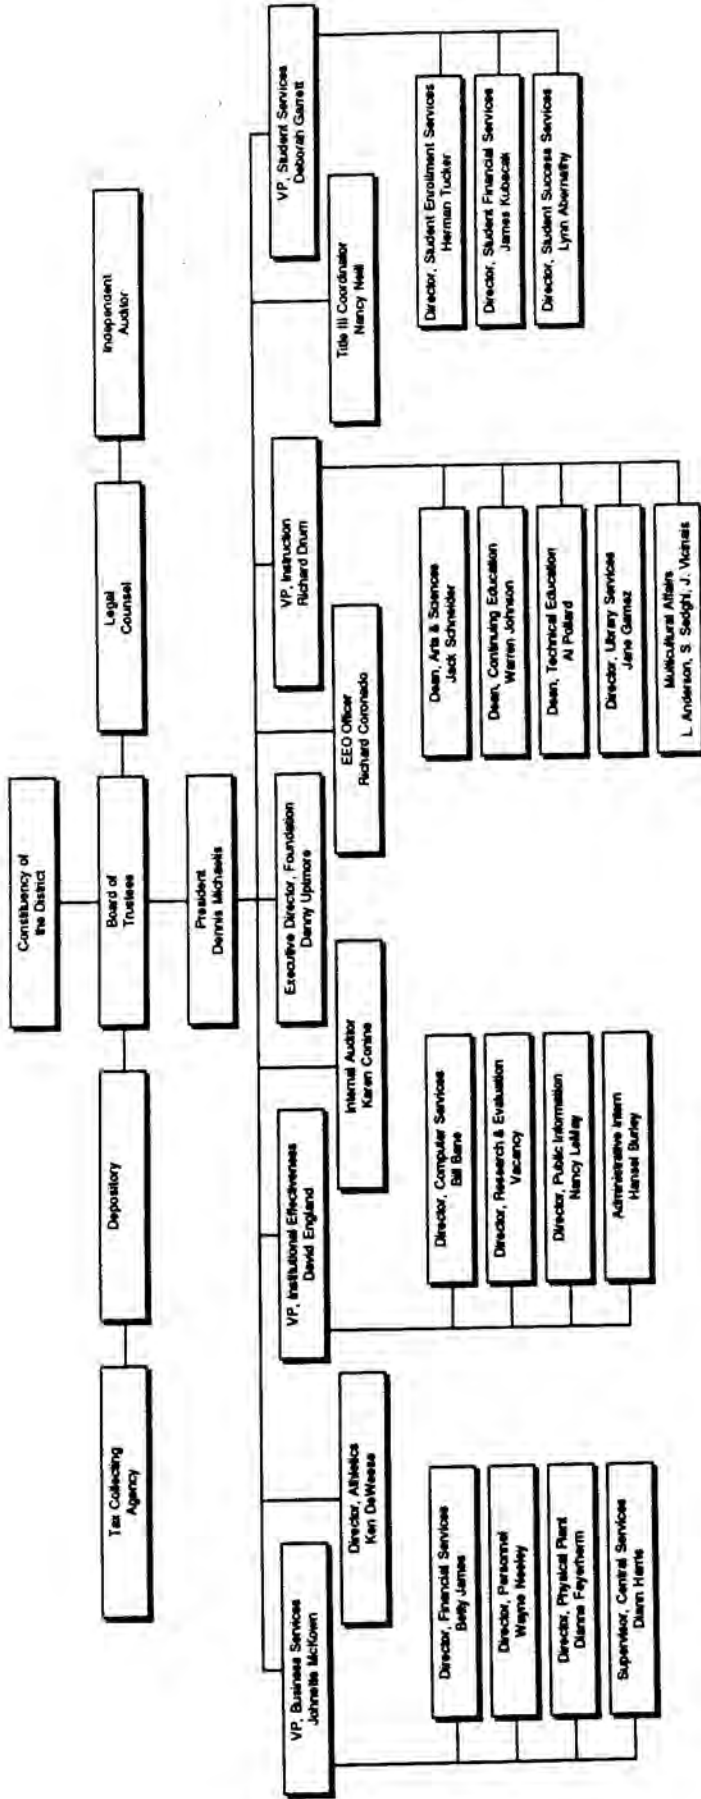 Constituency of
the District
Tax Collecting
Agency
Depository
Board of
Trustees
Legal
Counsel
Independent
Auditor
President
Dennis Michaelis
VP, Business Services
Johnette McKown
VP, Institutional Effectiveness
David England
Executive Director, Foundation
Danny Uptmore
VP, Instruction
Richard Drum
VP, Student Services
Deborah Garrett
Director, Athletics
Ken DeWeese
Internal Auditor
Karen Conine
EEO Officer
Richard Coronado
Title III Coordinator
Nancy Neill
Director, Financial Services
Betty James
Director, Personnel
Wayne Neeley
Director, Physical Plant
Dianne Feyerherm
Supervisor, Central Services
Diann Harris
Director, Computer Services
Bill Bane
Director, Research & Evaluation
Vacancy
Director, Public Information
Nancy LeMay
Administrative Intern
Hansel Burley
Dean, Arts & Sciences
Jack Schneider
Dean, Continuing Education
Warren Johnson
Dean, Technical Education
Al Pollard
Director, Library Services
Jane Gamez
Multicultural Affairs
L. Anderson, S. Sedghi, J. Vicinais
Director, Student Enrollment Services
Herman Tucker
Director, Student Financial Services
James Kubacak
Director, Student Success Services
Lynn Abernathy